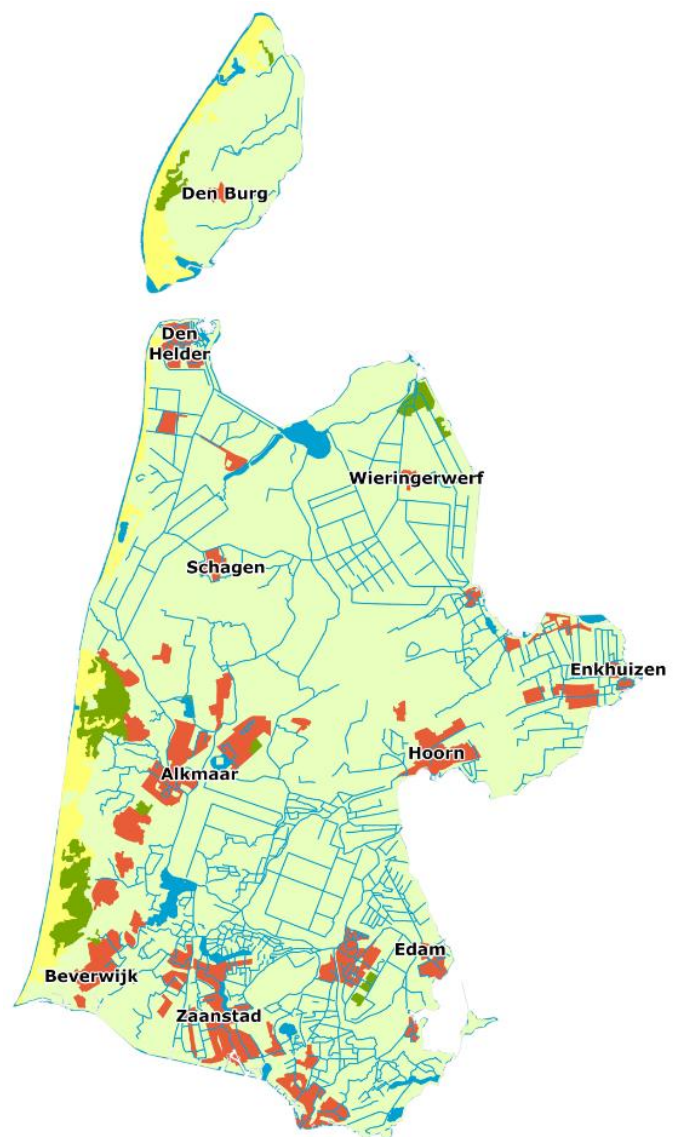 Den Burg
Den
Helder
Wieringerwerf
Schagen
Enkhuizen
Hoorn
Alkmaar
Edam
Beverwijk
Zaanstad